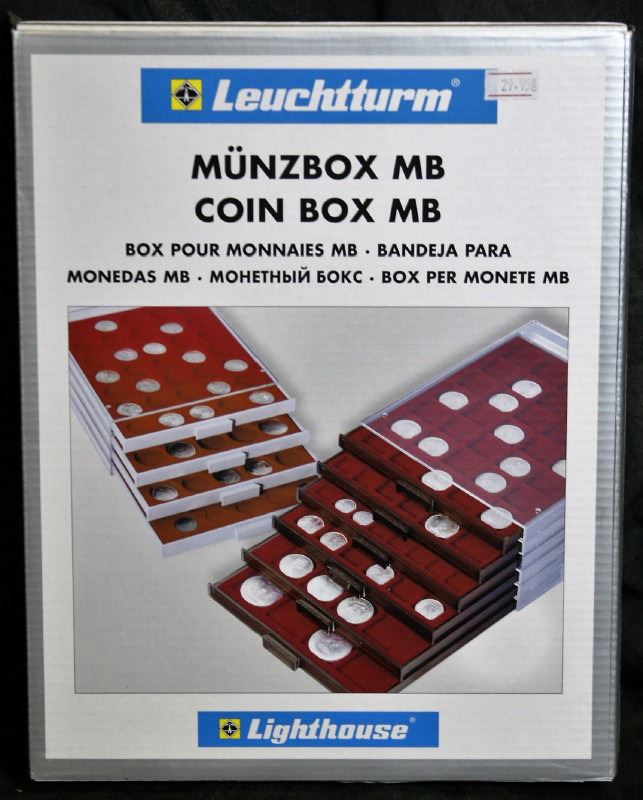 Leuchtturm®
MÜNZBOX MB
COIN BOX MB
BOX POUR MONNAIES MB · BANDEJA PARA
MONEDAS MB · МОНЕТНЫЙ БОКС · BOX PER MONETE MB
Lighthouse®